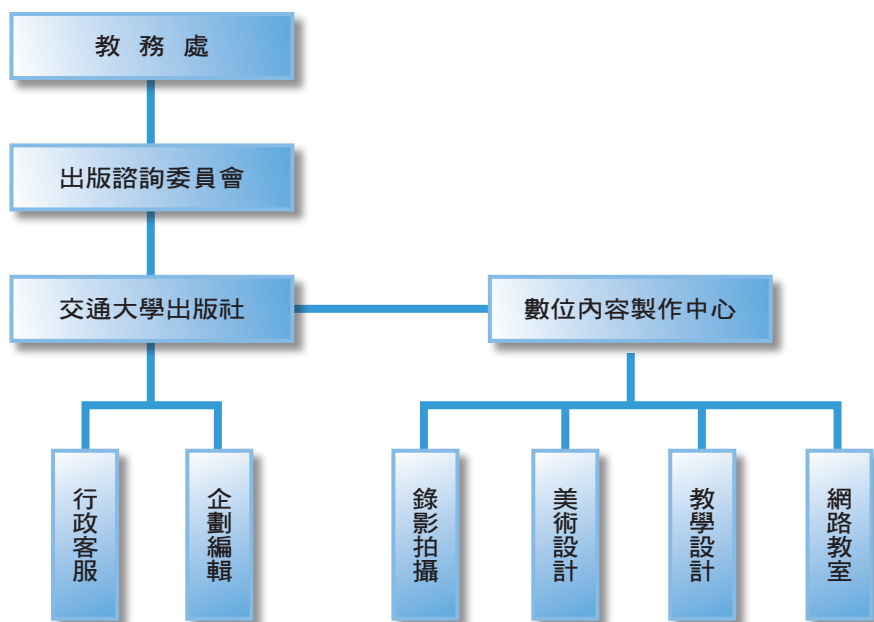 教務處
出版諮詢委員會
交通大學出版社
數位內容製作中心
行政客服
企劃編輯
錄影拍攝
美術設計
教學設計
網路教室